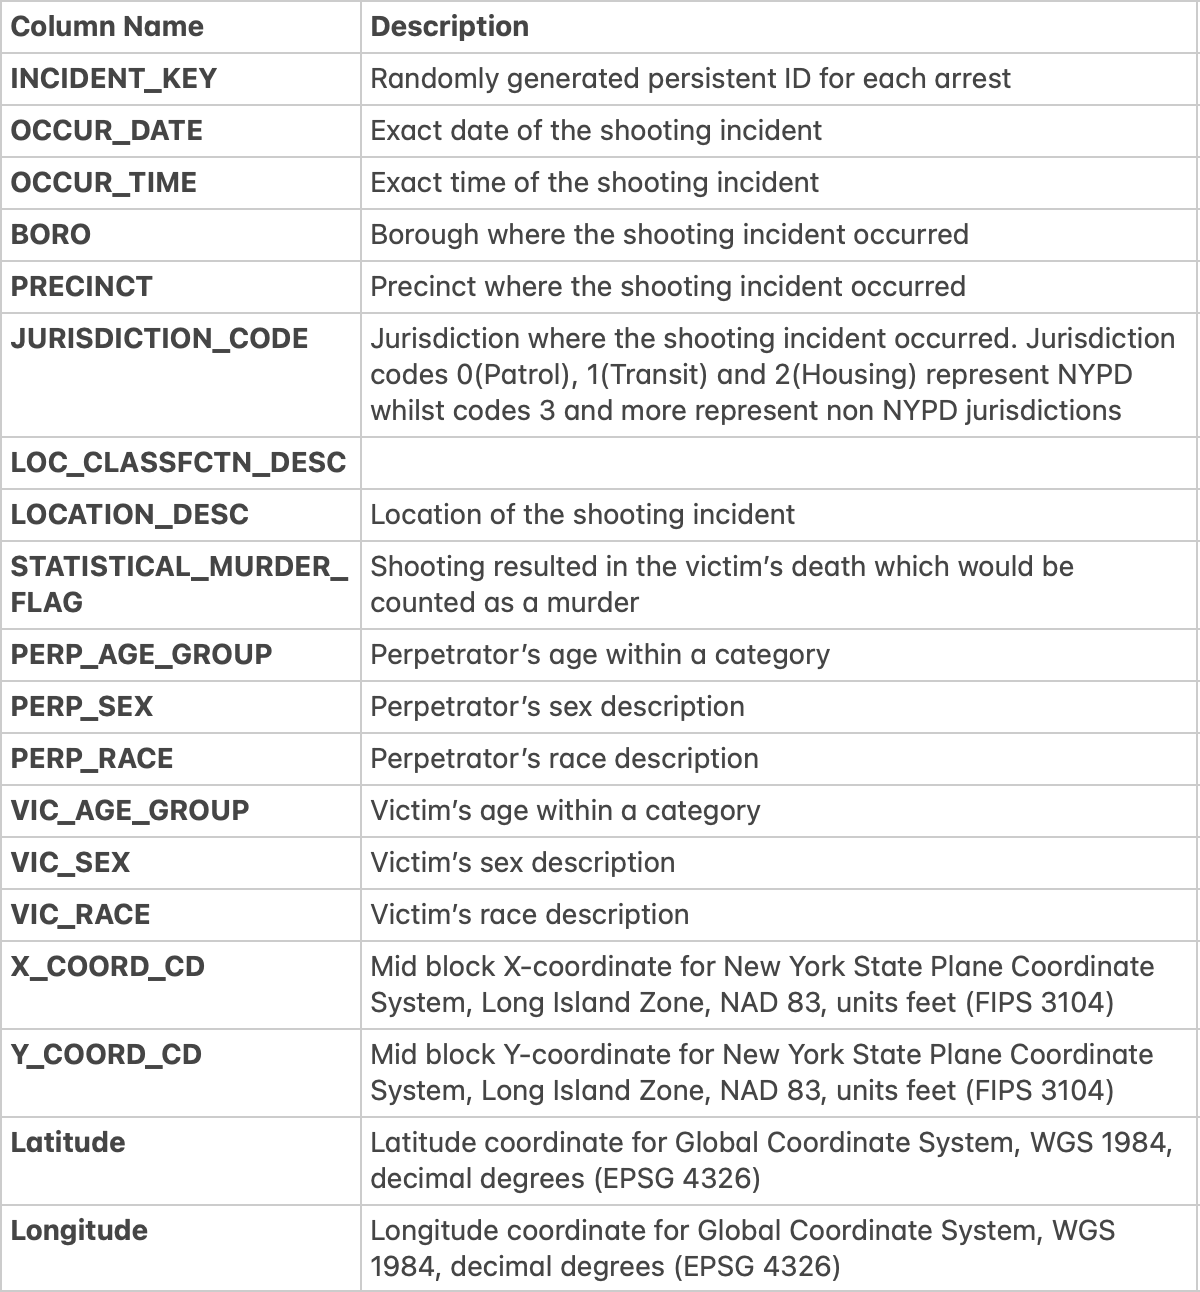 Column Name Description
INCIDENT_KEY Randomly generated persistent ID for each arrest
OCCUR_DATE Exact date of the shooting incident
OCCUR_TIME Exact time of the shooting incident
BORO Borough where the shooting incident occurred
PRECINCT Precinct where the shooting incident occurred
JURISDICTION_CODE Jurisdiction where the shooting incident occurred. Jurisdiction
codes 0(Patrol), 1(Transit) and 2(Housing) represent NYPD
whilst codes 3 and more represent non NYPD jurisdictions
LOC_CLASSFCTN_DESC
LOCATION_DESC Location of the shooting incident
STATISTICAL_MURDER_ Shooting resulted in the victim’s death which would be
FLAG counted as a murder
PERP_AGE_GROUP Perpetrator’s age within a category
PERP_SEX Perpetrator’s sex description
PERP_RACE Perpetrator’s race description
VIC_AGE_GROUP Victim’s age within a category
VIC_SEX Victim’s sex description
VIC_RACE Victim’s race description
X_COORD_CD Mid block X-coordinate for New York State Plane Coordinate
System, Long Island Zone, NAD 83, units feet (FIPS 3104)
Y_COORD_CD Mid block Y-coordinate for New York State Plane Coordinate
System, Long Island Zone, NAD 83, units feet (FIPS 3104)
Latitude Latitude coordinate for Global Coordinate System, WGS 1984,
decimal degrees (EPSG 4326)
Longitude Longitude coordinate for Global Coordinate System, WGS
1984, decimal degrees (EPSG 4326)